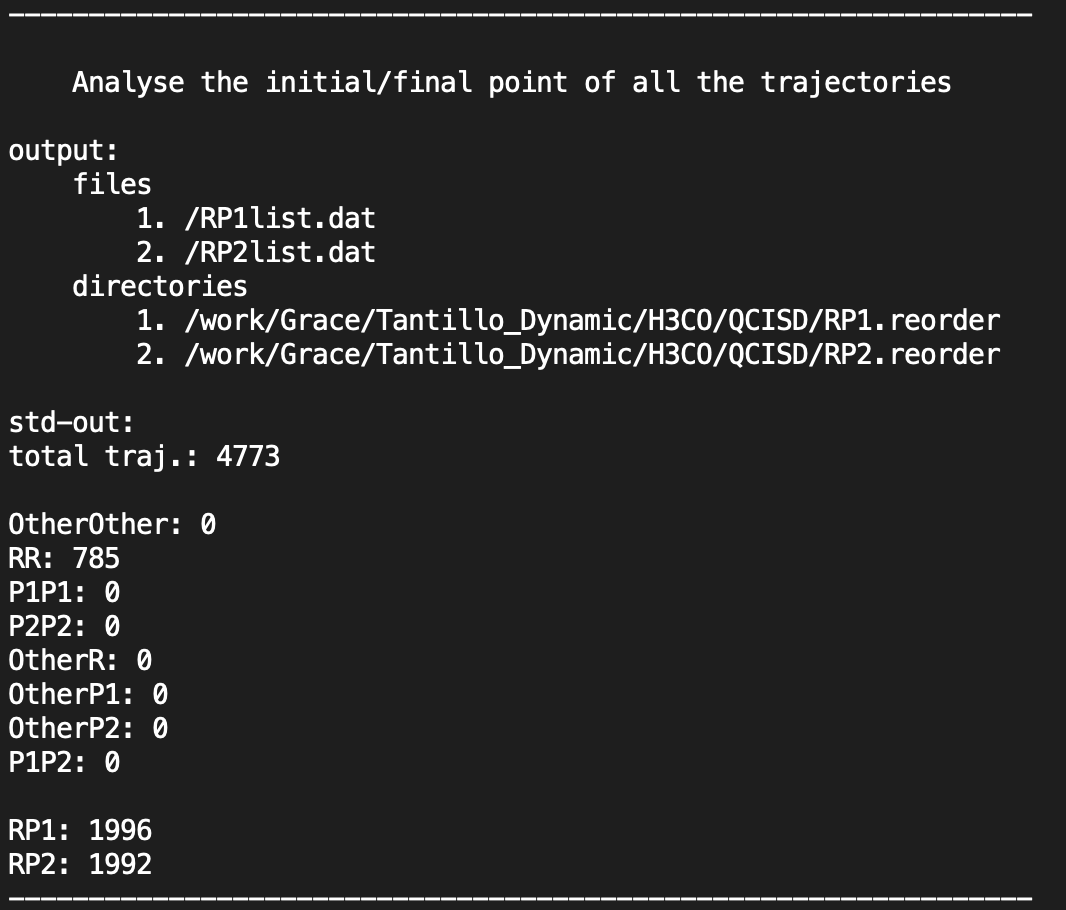 Analyse the initial/final point of all the trajectories
output:
files
1. /RP1list.dat
2. /RP2list.dat
directories
1. /work/Grace/Tantillo_Dynamic/H3CO/QCISD/RP1.reorder
2. /work/Grace/Tantillo_Dynamic/H3CO/QCISD/RP2.reorder
std-out:
total traj.: 4773
OtherOther: 0
RR: 785
P1P1: 0
P2P2: 0
OtherR: 0
OtherP1: 0
OtherP2: 0
P1P2: 0
RP1: 1996
RP2: 1992